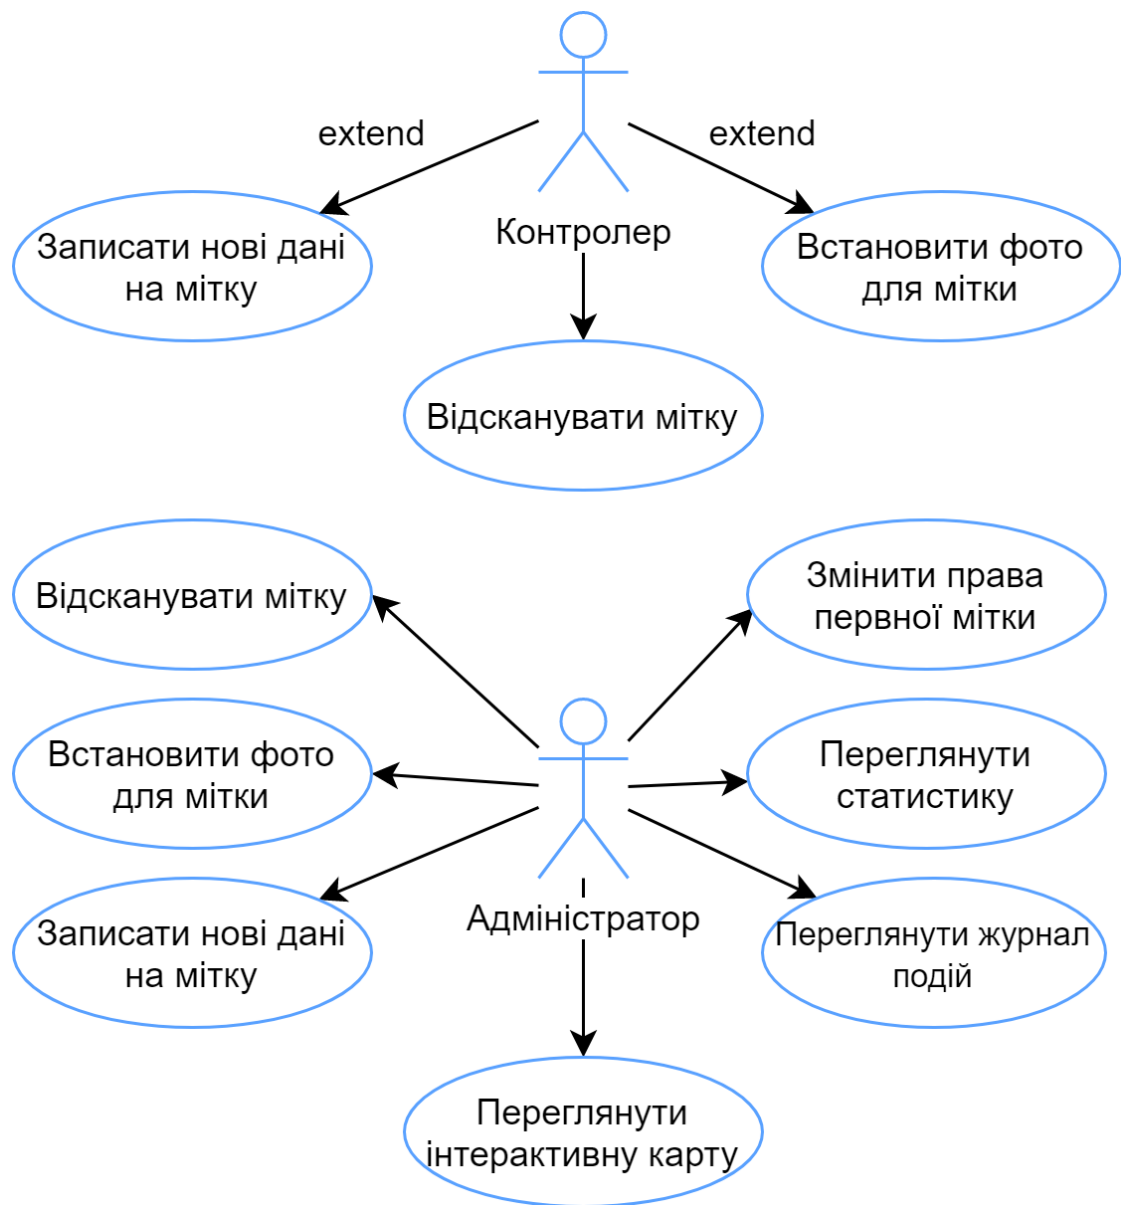 extend
extend
Записати нові дані
на мітку
Контролер
Встановити фото
для мітки
Відсканувати мітку
Відсканувати мітку
Змінити права
первної мітки
Встановити фото
для мітки
Переглянути
статистику
Записати нові дані
на мітку
Адміністратор
Переглянути журнал
подій
Переглянути
інтерактивну карту